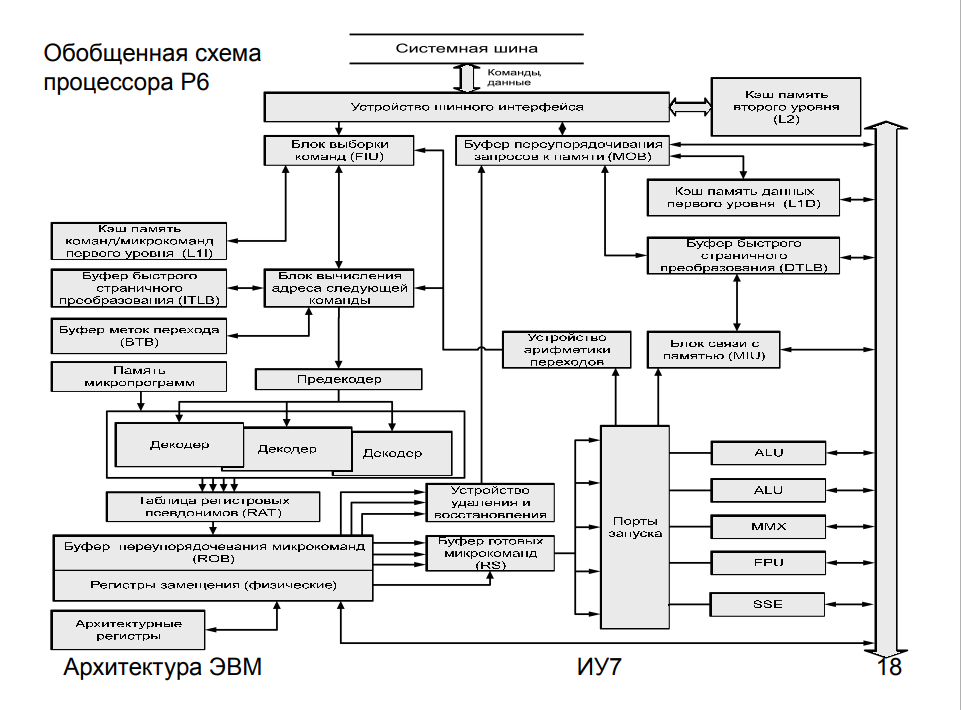 Обобщенная схема
процессора P6
Системная шина
Команды,
данные
Устройство шинного интерфейса
Кэш память
второго уровня
(L2)
Блок выборки
команд (FIU)
Буфер переупорядочивания
запросов к памяти (MOB)
Кэш память данных
первого уровня (L1D)
Кэш память
команд/микрокоманд
первого уровня (L1I)
Буфер быстрого
страничного
преобразования (DTLB)
Буфер быстрого
страничного
преобразования (ITLB)
Блок вычисления
адреса следующей
команды
Буфер меток перехода
(BTB)
Устройство
арифметики
переходов
Блок связи с
памятью (MIU)
Память
микропрограмм
Предекодер
Декодер
Декодер
Декодер
ALU
ALU
MMX
FPU
SSE
Порты
запуска
Таблица регистровых
псевдонимов (RAT)
Устройство
удаления и
восстановления
Буфер переупорядочевания микрокоманд
(ROB)
Буфер готовых
микрокоманд
(RS)
Регистры замещения (физические)
Архитектурные
регистры
Архитектура ЭВМ
ИУ7
18